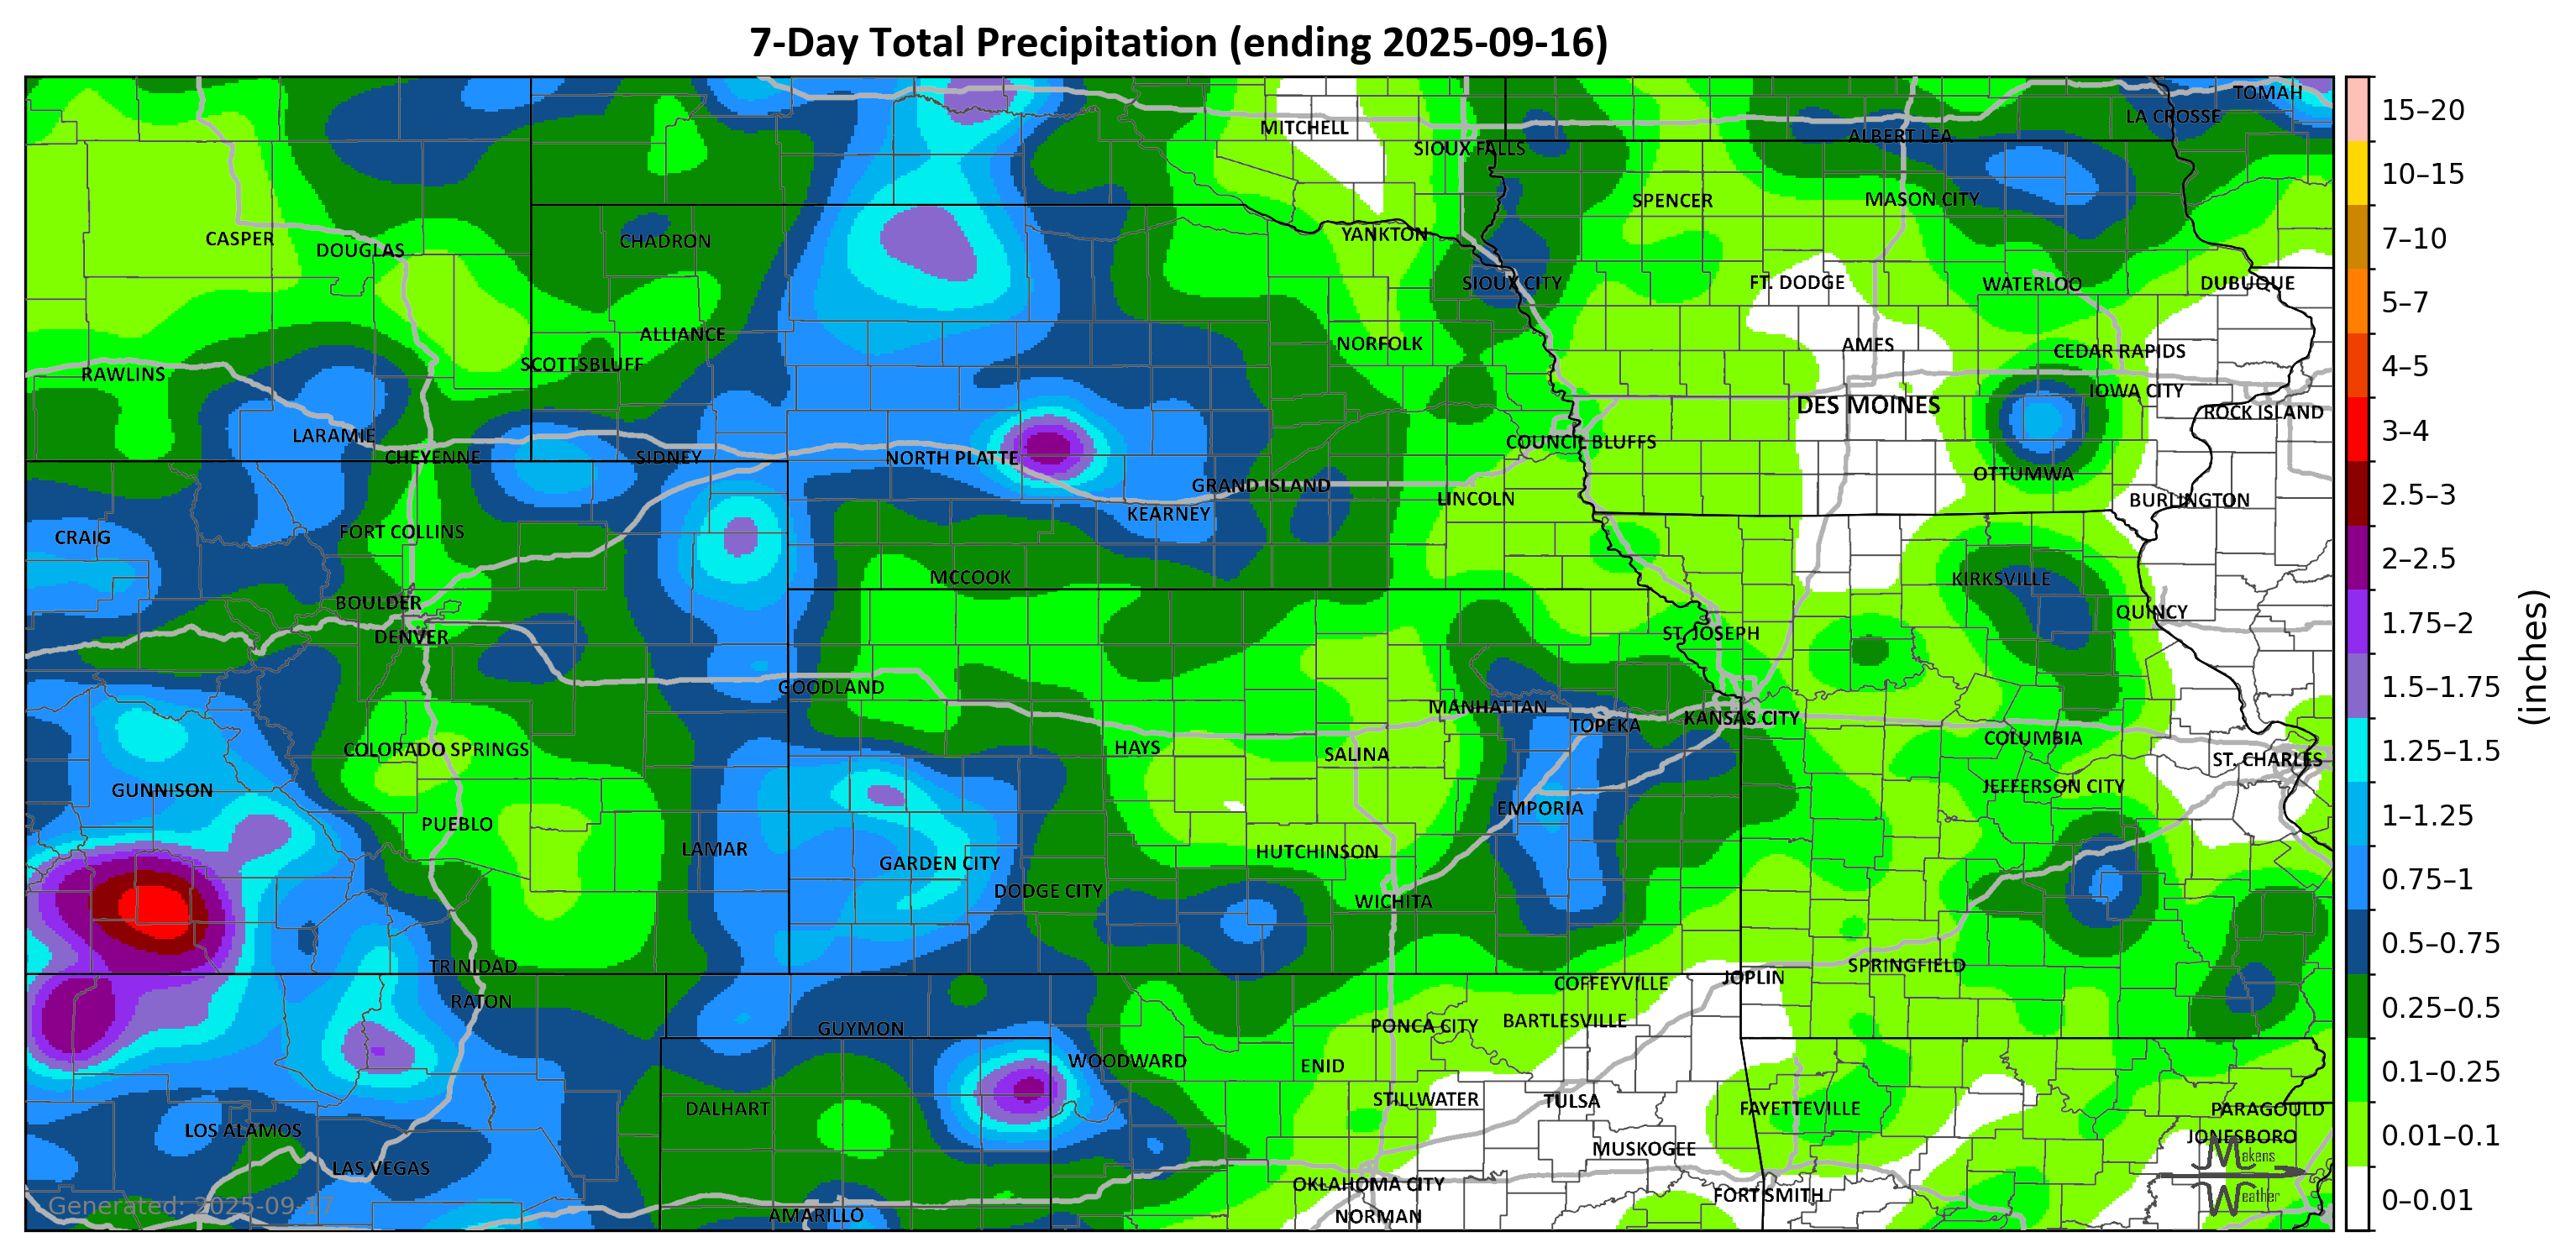 7-Day Total Precipitation (ending 2025-09-16)
TOMAH
LA CROSSE
MITCHELL
ALBERT LEA
SIOUX FALLS
SPENCER
MASON CITY
CASPER
DOUGLAS
CHADRON
YANKTON
SIOUX CITY
FT. DODGE
WATERLOO
DUBUQUE
ALLIANCE
NORFOLK
AMES
CEDAR RAPIDS
SCOTTSBLUFF
RAWLINS
IOWA CITY
DES MOINES
ROCK ISLAND
LARAMIE
COUNCIL BLUFFS
CHEYENNE
SIDNEY
NORTH PLATTE
OTTUMWA
GRAND ISLAND
LINCOLN
BURLINGTON
KEARNEY
CRAIG
FORT COLLINS
MCCOOK
KIRKSVILLE
BOULDER
QUINCY
DENVER
ST. JOSEPH
GOODLAND
MANHATTAN
TOPEKA
KANSAS CITY
COLORADO SPRINGS
HAYS
SALINA
COLUMBIA
ST. CHARLES
GUNNISON
JEFFERSON CITY
EMPORIA
PUEBLO
LAMAR
GARDEN CITY
HUTCHINSON
DODGE CITY
WICHITA
TRINIDAD
SPRINGFIELD
JOPLIN
COFFEYVILLE
RATON
GUYMON
PONCA CITY
BARTLESVILLE
WOODWARD
ENID
DALHART
STILLWATER
TULSA
FAYETTEVILLE
PARAGOULD
LOS ALAMOS
JONESBORO
MUSKOGEE
LAS VEGAS
OKLAHOMA CITY
FORT SMITH
AMARILLO
NORMAN
Generated: 2025-09-17
Makens
Weather
15–20
10–15
7–10
5–7
4–5
3–4
2.5–3
2–2.5
1.75–2
1.5–1.75
1.25–1.5
1–1.25
0.75–1
0.5–0.75
0.25–0.5
0.1–0.25
0.01–0.1
0–0.01
(inches)